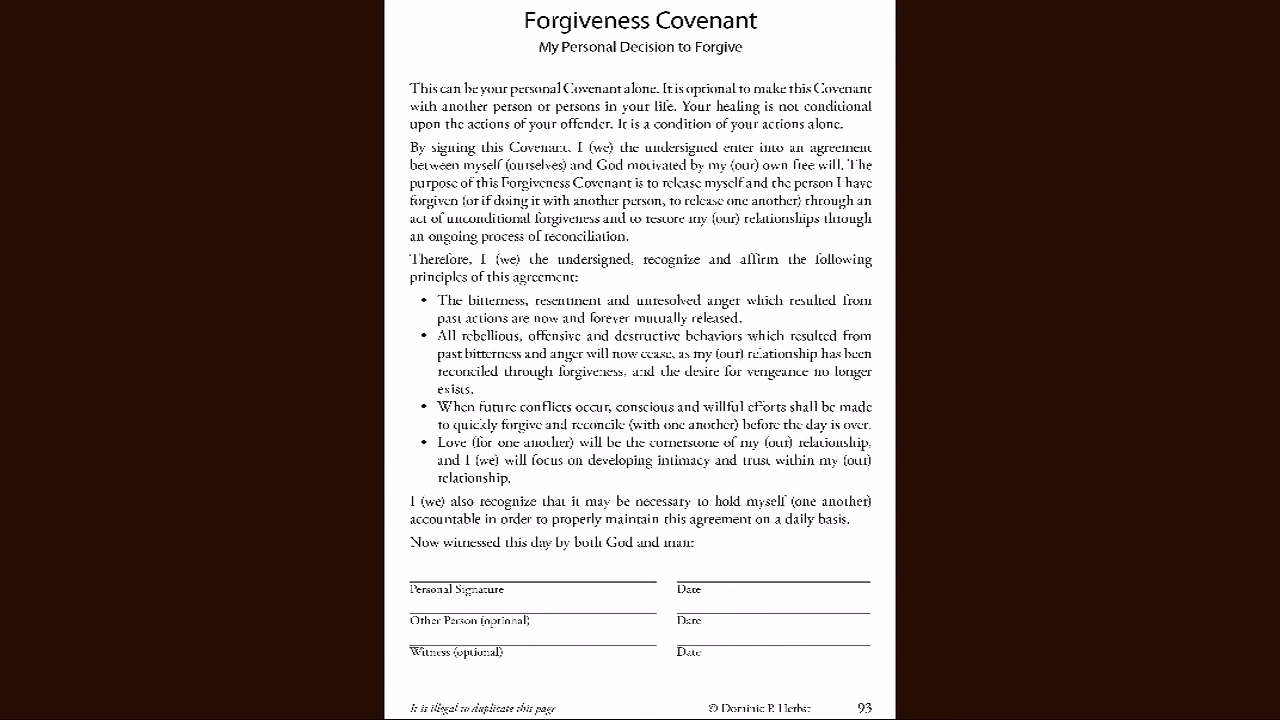 Forgiveness Covenant
My Personal Decision to Forgive
This can be your personal Covenant alone. It is optional to make this Covenant
with another person or persons in your life. Your healing is not conditional
upon the actions of your offender. It is a condition of your actions alone.
By signing this Covenant, I (we) the undersigned enter into an agreement
between myself (ourselves) and God motivated by my (our) own free will. The
purpose of this Forgiveness Covenant is to release myself and the person I have
forgiven (or if doing it with another person, to release one another) through an
act of unconditional forgiveness and to restore my (our) relationships through
an ongoing process of reconciliation.
Therefore, I (we) the undersigned, recognize and affirm the following
principles of this agreement:
• The bitterness, resentment and unresolved anger which resulted from
past actions are now and forever mutually released.
• All rebellious, offensive and destructive behaviors which resulted from
past bitterness and anger will now cease, as my (our) relationship has been
reconciled through forgiveness, and the desire for vengeance no longer
exists.
• When future conflicts occur, conscious and willful efforts shall be made
to quickly forgive and reconcile (with one another) before the day is over.
• Love (for one another) will be the cornerstone of my (our) relationship,
and I (we) will focus on developing intimacy and trust within my (our)
relationship.
I (we) also recognize that it may be necessary to hold myself (one another)
accountable in order to properly maintain this agreement on a daily basis.
Now witnessed this day by both God and man:
Personal Signature Date
Other Person (optional) Date
Witness (optional) Date
It is illegal to duplicate this page © Dominic P. Herbst 93